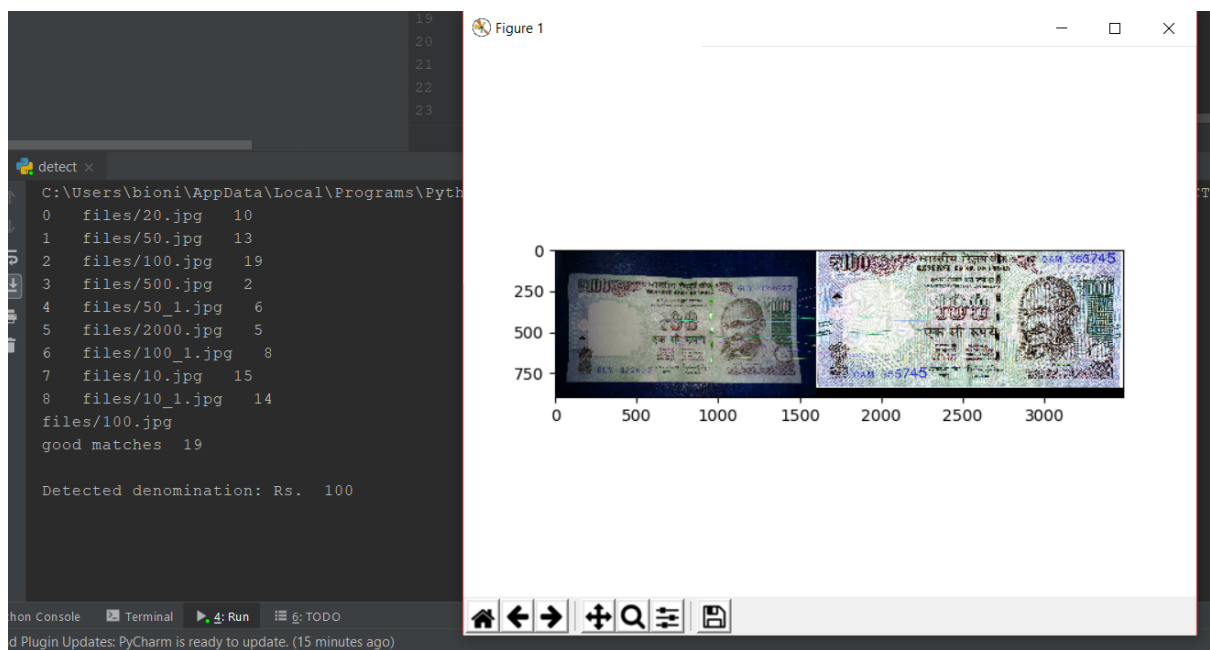 19
20
21
22
23
detect
C:\Users\bioni\AppData\Local\Programs\Pyth
0 files/20.jpg 10
1 files/50.jpg 13
2 files/100.jpg 19
3 files/500.jpg 2
4 files/50_1.jpg 6
5 files/2000.jpg 5
6 files/100_1.jpg 8
7 files/10.jpg 15
8 files/10_1.jpg 14
files/100.jpg
good matches 19
Detected denomination: Rs. 100
hon Console Terminal 4: Run 6: TODO
d Plugin Updates: PyCharm is ready to update. (15 minutes ago)
Figure 1
0
250
500
750
0 500 1000 1500 2000 2500 3000
100
एक सौ रुपये